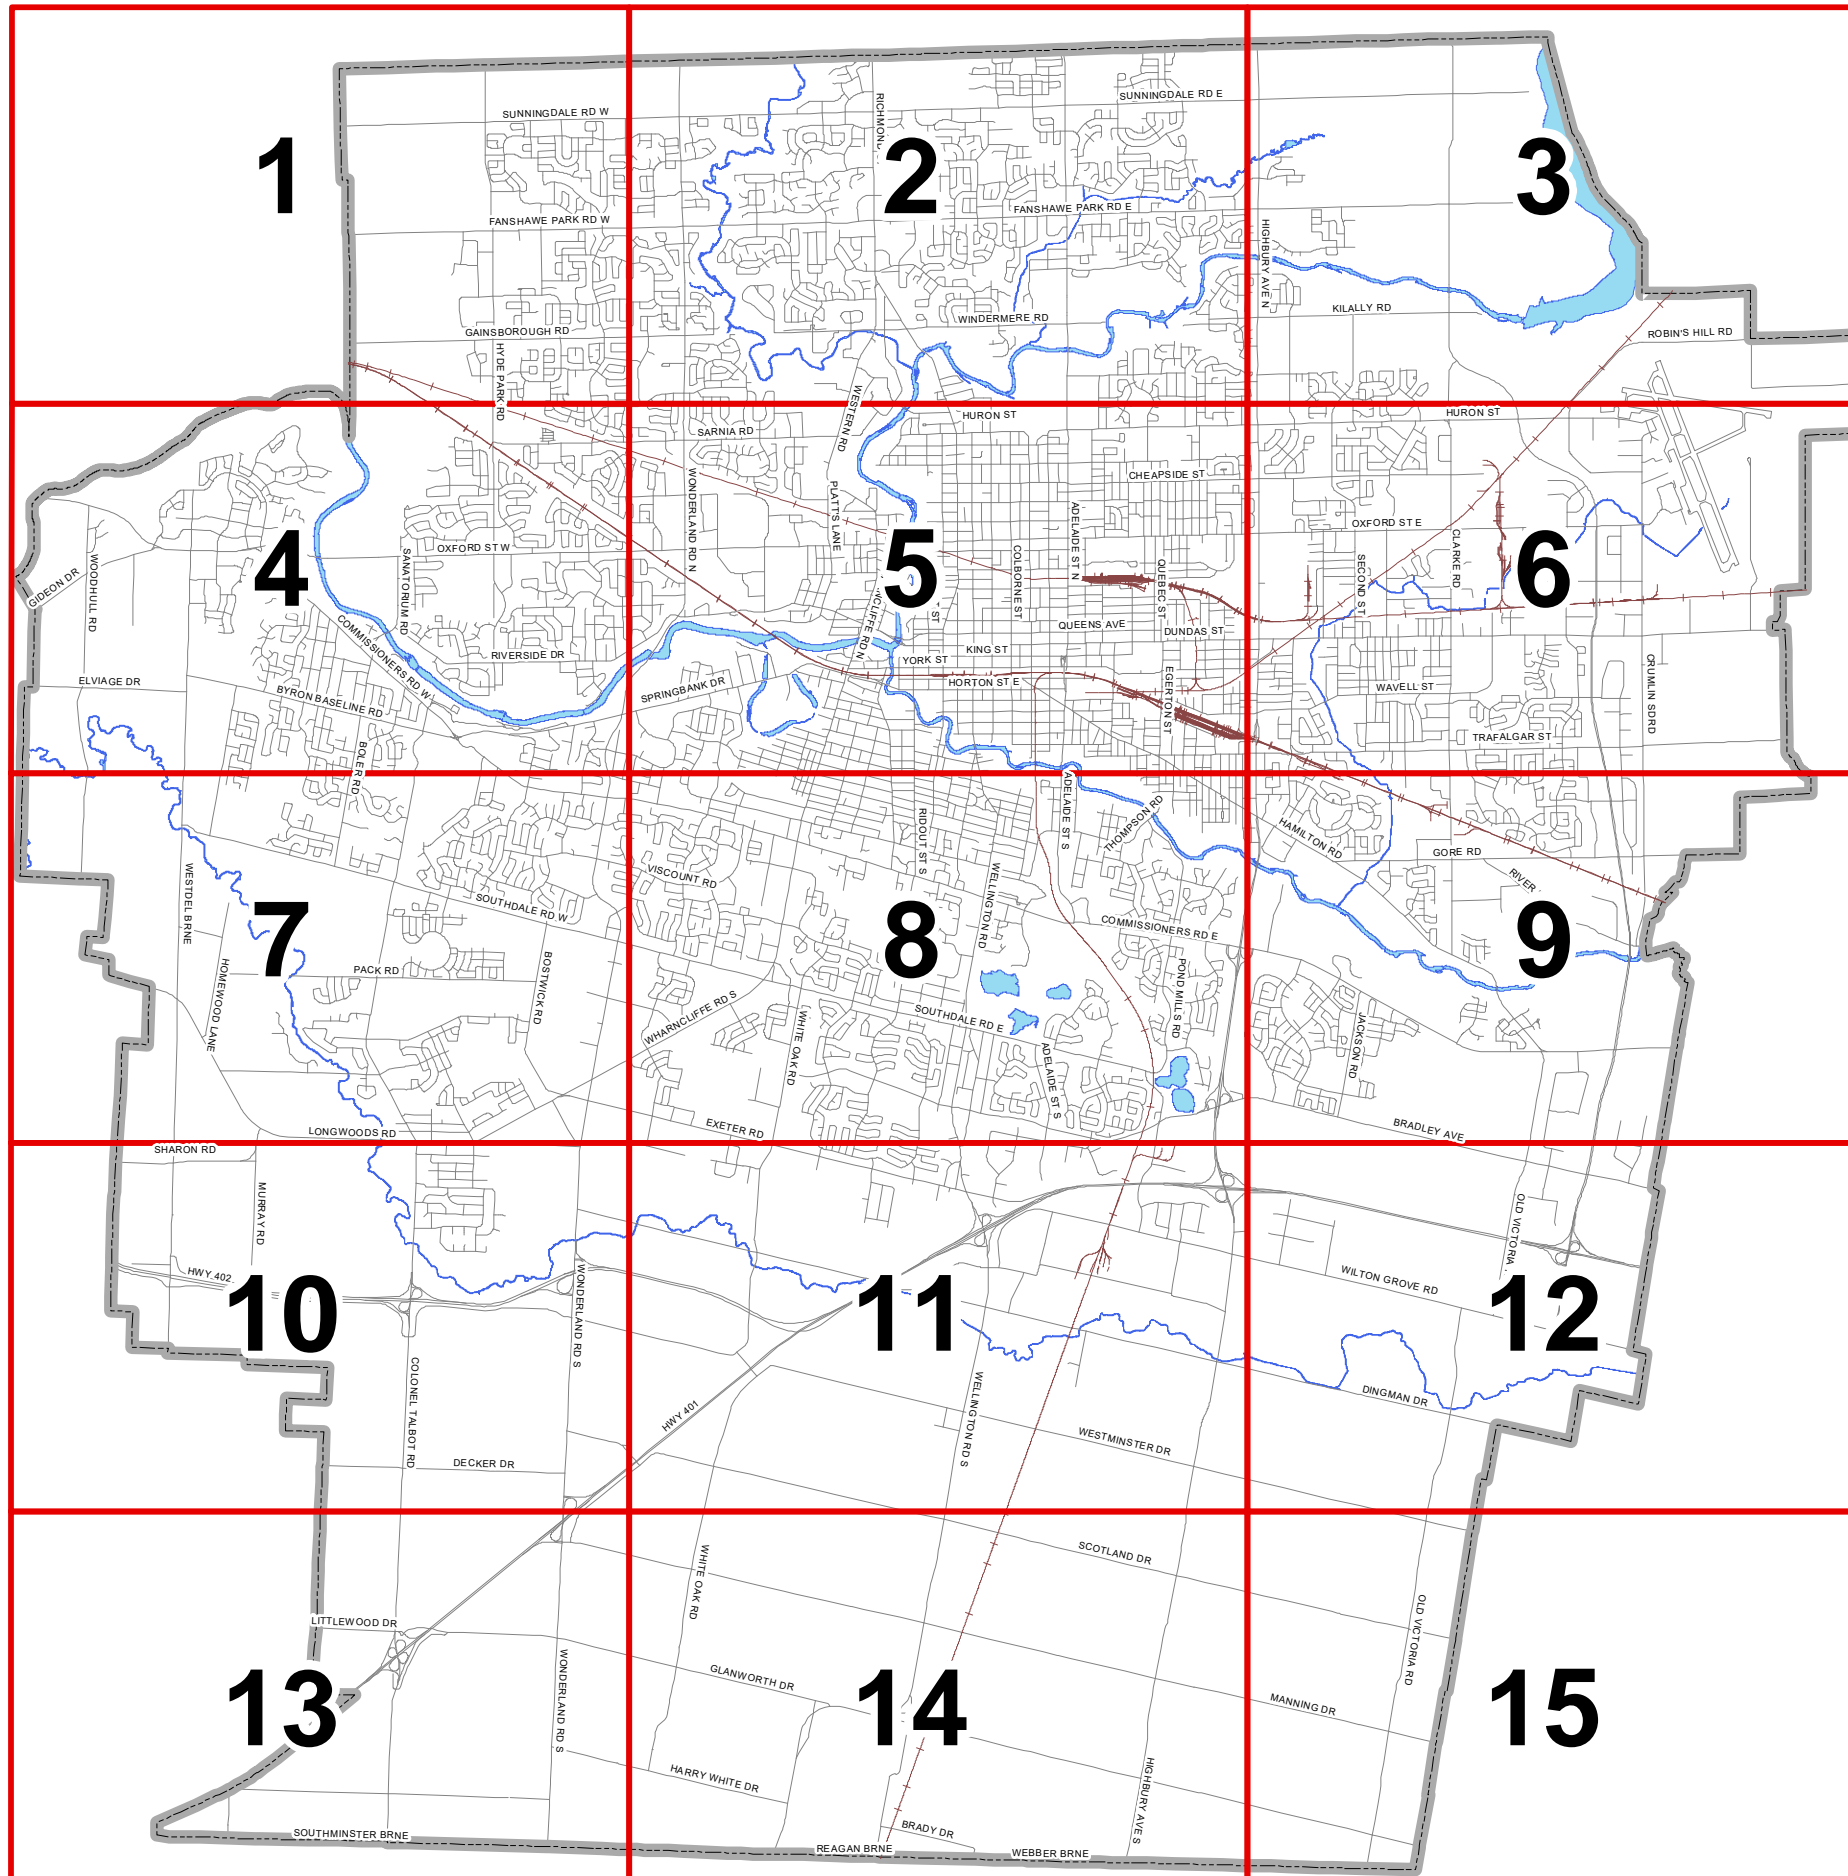 1
2
3
SUNNINGDALE RD W
RICHMOND
SUNNINGDALE RD E
FANSHAWE PARK RD W
FANSHAWE PARK RD E
HIGHBURY AVE N
GAINSBOROUGH RD
HYDE PARK RD
WINDERMERE RD
KILALLY RD
ROBIN'S HILL RD
WESTERN RD
HURON ST
HURON ST
SARNIA RD
4
5
6
GIDEON DR
WOODHULL RD
OXFORD ST W
SANATORIUM RD
WONDERLAND RD N
PLATT'S LANE
CHEAPSIDE ST
ADELAIDE ST N
COLBORNE ST
QUEBEC ST
OXFORD ST E
SECOND ST
CLARKE RD
COMMISSIONERS RD W
RIVERSIDE DR
NCLIFFE RD N
ST
QUEENS AVE
DUNDAS ST
KING ST
YORK ST
HORTON ST E
EGERTON ST
CRUMLIN SDRD
ELVIAGE DR
BYRON BASELINE RD
BOLER RD
SPRINGBANK DR
WAVELL ST
TRAFALGAR ST
7
8
9
WESTDEL BRNE
HOMEWOOD LANE
SOUTHDALE RD W
PACK RD
BOSTWICK RD
VISCOUNT RD
RIDOUT ST S
WELLINGTON RD
ADELAIDE ST S
THOMPSON RD
HAMILTON RD
GORE RD
RIVER
COMMISSIONERS RD E
POND MILLS RD
WHARNCLIFFE RD S
WHITE OAK RD
SOUTHDALE RD E
ADELAIDE ST S
JACKSON RD
LONGWOODS RD
EXETER RD
BRADLEY AVE
SHARON RD
10
11
12
MURRAY RD
HWY 402
COLONEL TALBOT RD
WONDERLAND RD S
HWY 401
WELLINGTON RD S
OLD VICTORIA
WILTON GROVE RD
DINGMAN DR
WESTMINSTER DR
DECKER DR
13
14
15
WHITE OAK RD
SCOTLAND DR
OLD VICTORIA RD
LITTLEWOOD DR
WONDERLAND RD S
GLANWORTH DR
MANNING DR
HARRY WHITE DR
HIGHBURY AVE S
SOUTHMINSTER BRNE
BRADY DR
REAGAN BRNE
WEBBER BRNE